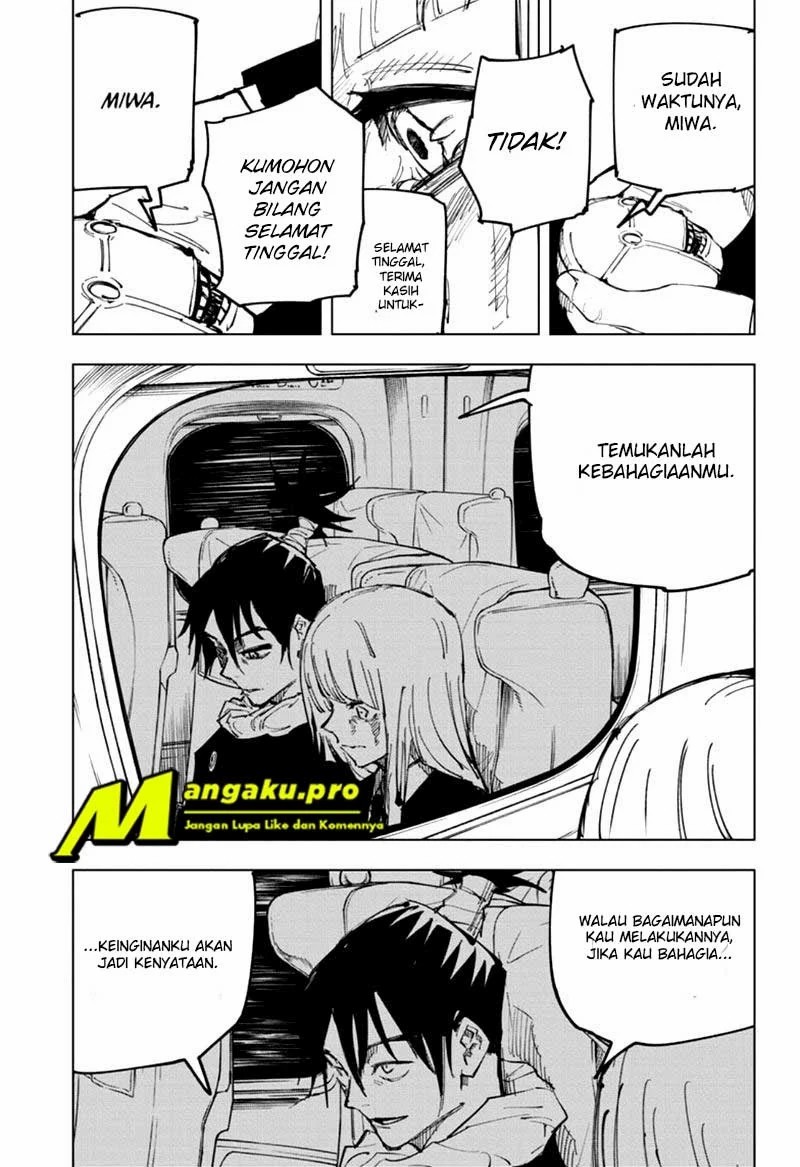 SUDAH
WAKTUNYA,
MIWA.
TIDAK!
SELAMAT
TINGGAL,
TERIMA
KASIH
UNTUK-
KUMOHON
JANGAN
BILANG
SELAMAT
TINGGAL!
MIWA.
TEMUKANLAH
KEBAHAGIAANMU.
Mangaku.pro
Jangan Lupa Like dan Komennya
WALAU BAGAIMANAPUN
KAU MELAKUKANNYA,
JIKA KAU BAHAGIA...
...KEINGINANKU AKAN
JADI KENYATAAN.